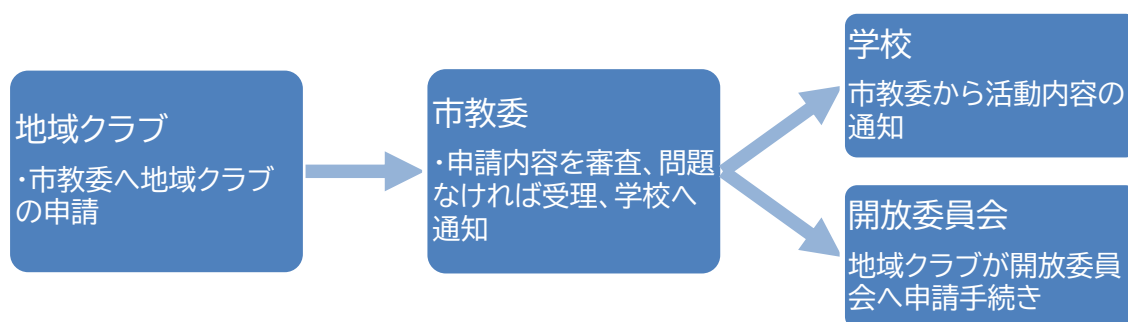 地域クラブ
・市教委へ地域クラブ
の申請
市教委
・申請内容を審査、問題
なければ受理、学校へ
通知
学校
市教委から活動内容の
通知
開放委員会
地域クラブが開放委員
会へ申請手続き